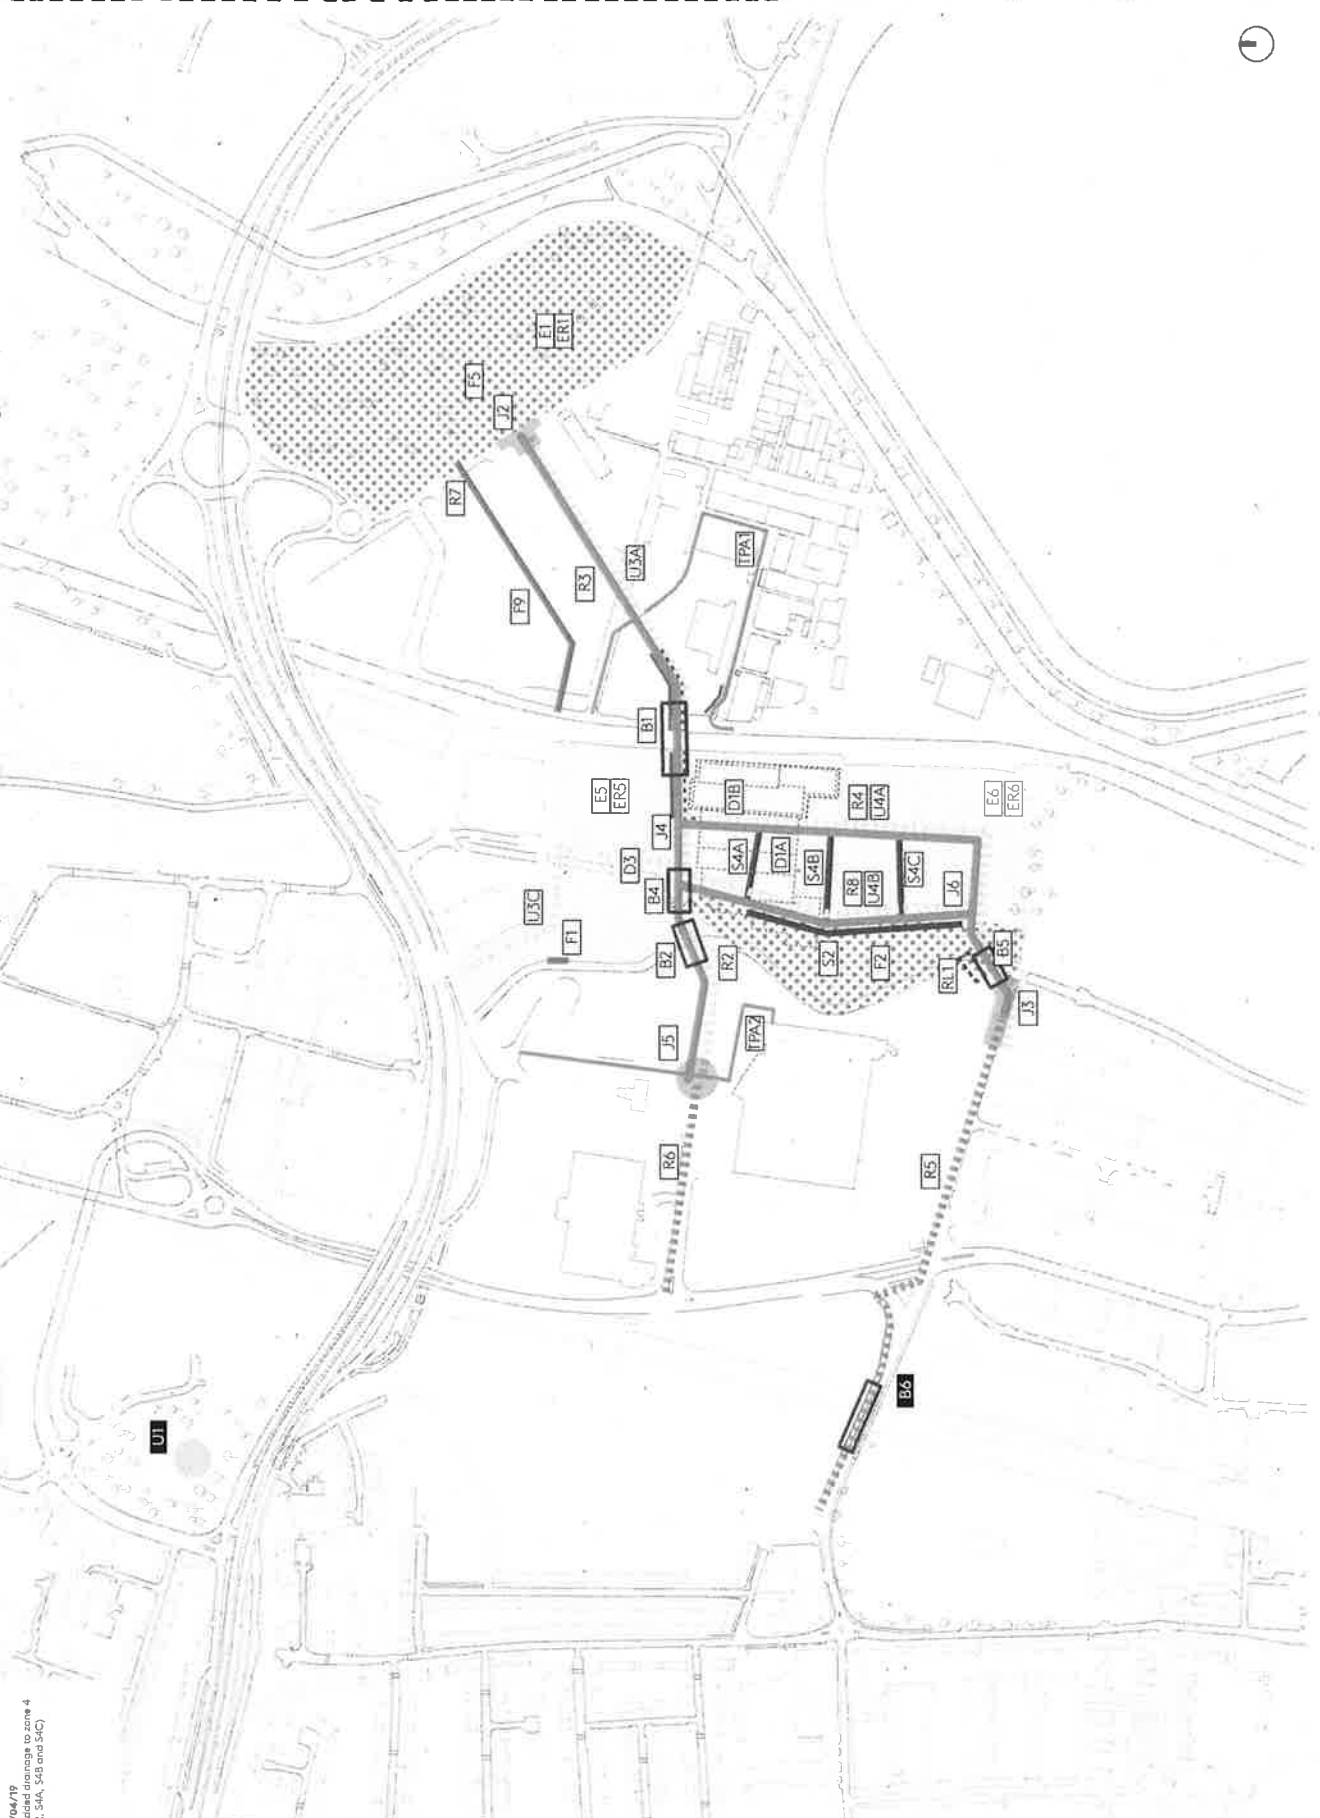 E1
ER1
F5
J2
R7
F9
R3
U3A
TPA1
B1
E5
ER5
D1B
R4
U4A
E6
ER6
J4
D3
B4
S4A
D1A
S4B
R8
U4B
S4C
J6
U3C
F1
B2
R2
S2
F2
RL1
B5
J3
J5
TPA2
R6
R5
B6
U1
/04/19
dded drainage to zone 4
S4A, S4B and S4C)